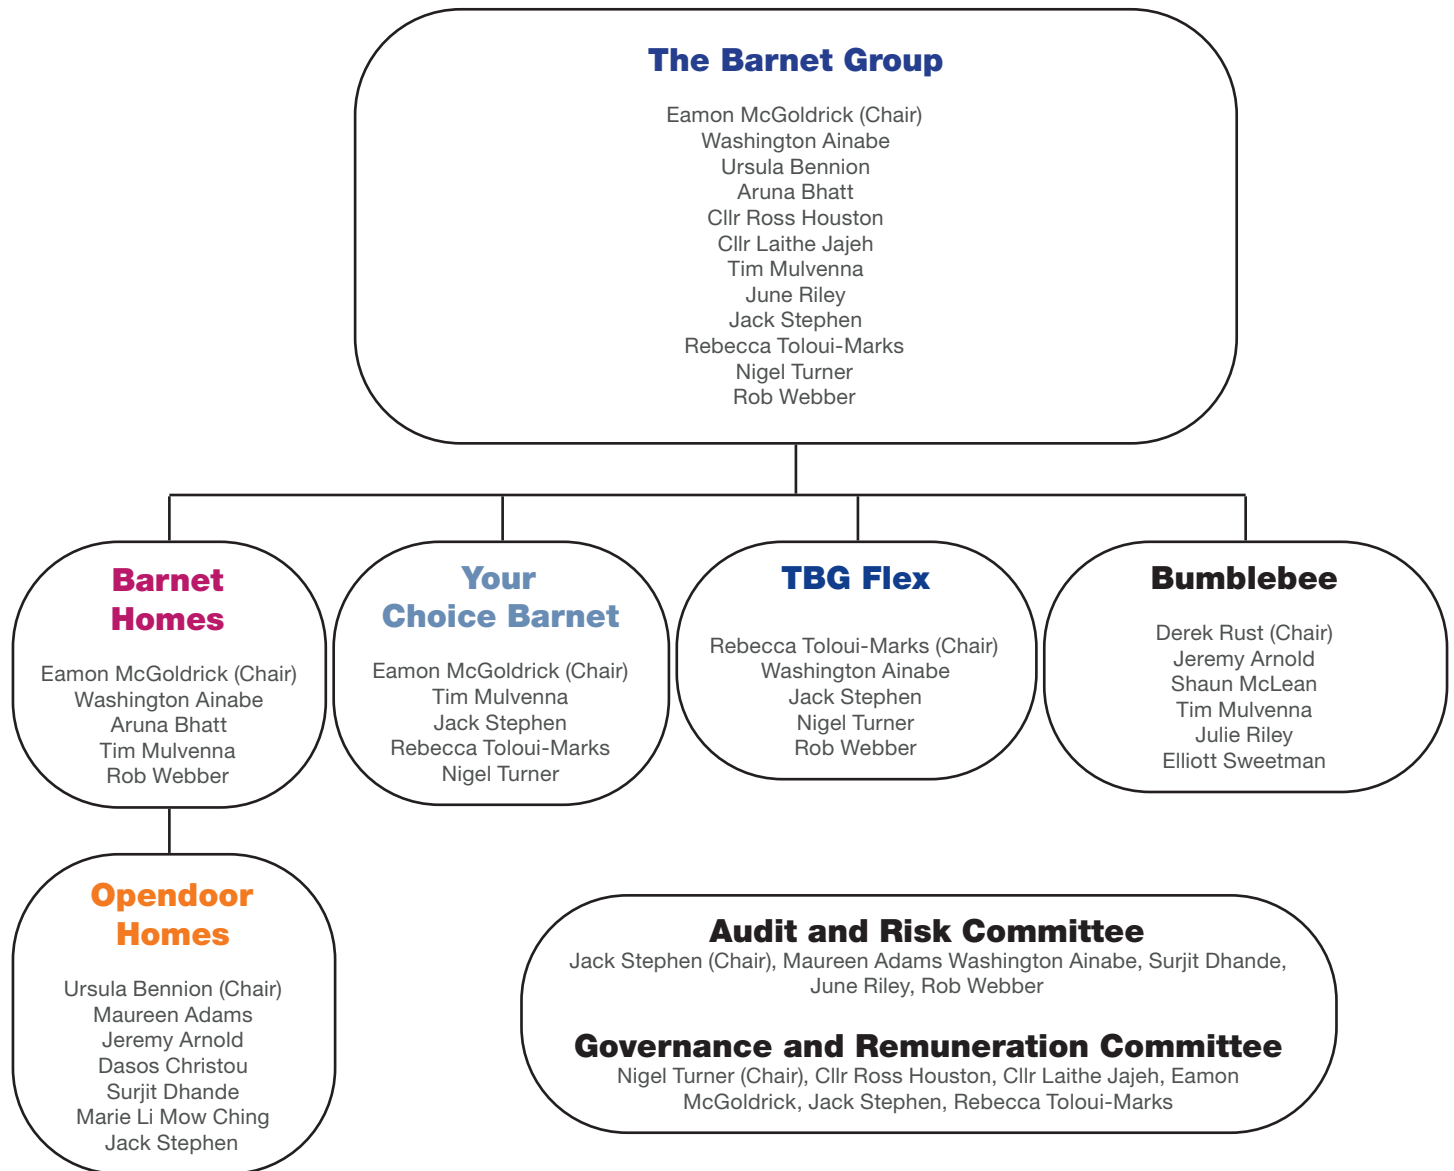 The Barnet Group
Eamon McGoldrick (Chair)
Washington Ainabe
Ursula Bennion
Aruna Bhatt
Cllr Ross Houston
Cllr Laithe Jajeh
Tim Mulvenna
June Riley
Jack Stephen
Rebecca Toloui-Marks
Nigel Turner
Rob Webber
Barnet
Homes
Eamon McGoldrick (Chair)
Washington Ainabe
Aruna Bhatt
Tim Mulvenna
Rob Webber
Your
Choice Barnet
Eamon McGoldrick (Chair)
Tim Mulvenna
Jack Stephen
Rebecca Toloui-Marks
Nigel Turner
TBG Flex
Rebecca Toloui-Marks (Chair)
Washington Ainabe
Jack Stephen
Nigel Turner
Rob Webber
Bumblebee
Derek Rust (Chair)
Jeremy Arnold
Shaun McLean
Tim Mulvenna
Julie Riley
Elliott Sweetman
Opendoor
Homes
Ursula Bennion (Chair)
Maureen Adams
Jeremy Arnold
Dasos Christou
Surjit Dhande
Marie Li Mow Ching
Jack Stephen
Audit and Risk Committee
Jack Stephen (Chair), Maureen Adams Washington Ainabe, Surjit Dhande,
June Riley, Rob Webber
Governance and Remuneration Committee
Nigel Turner (Chair), Cllr Ross Houston, Cllr Laithe Jajeh, Eamon
McGoldrick, Jack Stephen, Rebecca Toloui-Marks